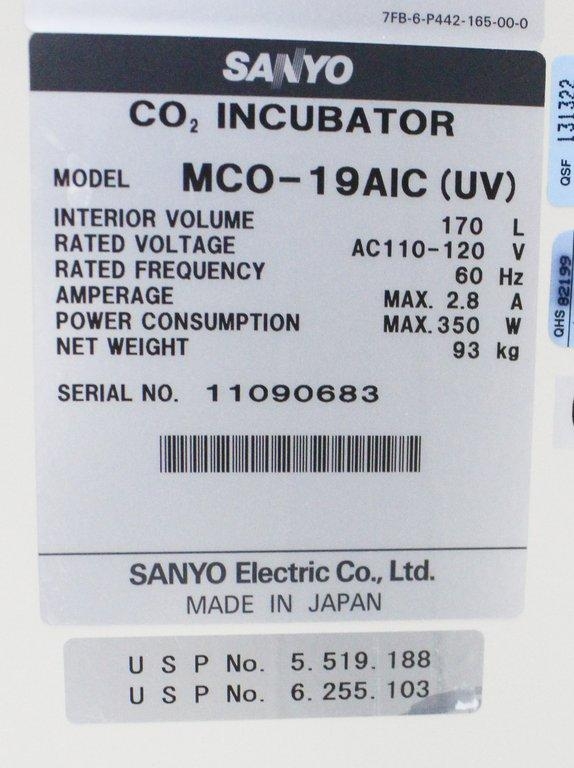 7FB-6-P442-165-00-0
SANYO
CO₂ INCUBATOR
MODEL MCO-19AIC (UV)
INTERIOR VOLUME 170 L
RATED VOLTAGE AC110-120 V
RATED FREQUENCY 60 Hz
AMPERAGE MAX. 2.8 A
POWER CONSUMPTION MAX. 350 W
NET WEIGHT 93 kg
SERIAL NO. 11090683
SANYO Electric Co., Ltd.
MADE IN JAPAN
U S P No. 5. 519. 188
U S P No. 6. 255. 103
QSF 131322
QHS 82199